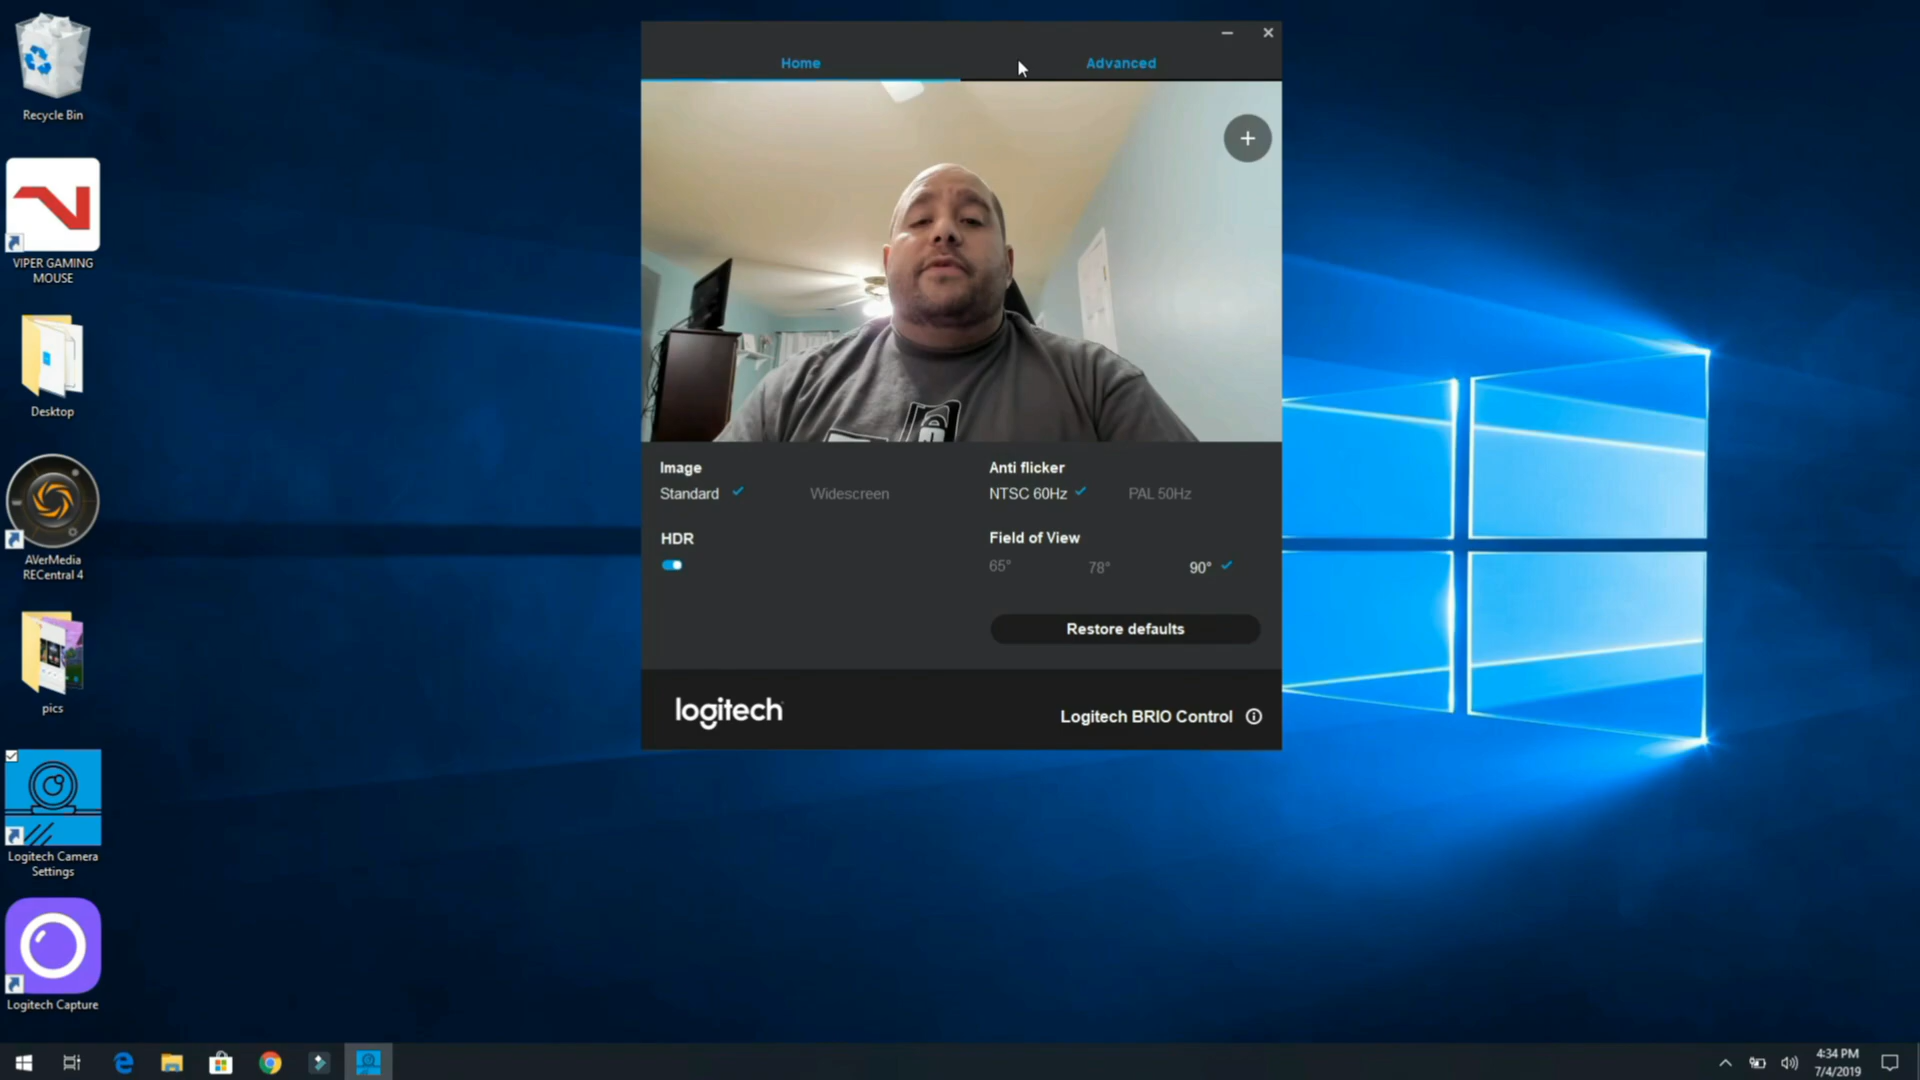 Recycle Bin
VIPER GAMING
MOUSE
Desktop
AVerMedia
RECentral 4
pics
Logitech Camera
Settings
Logitech Capture
Home
Advanced
Image
Standard
Widescreen
Anti flicker
NTSC 60Hz
PAL 50Hz
HDR
Field of View
65°
78°
90°
Restore defaults
logitech
Logitech BRIO Control
4:34 PM
7/4/2019